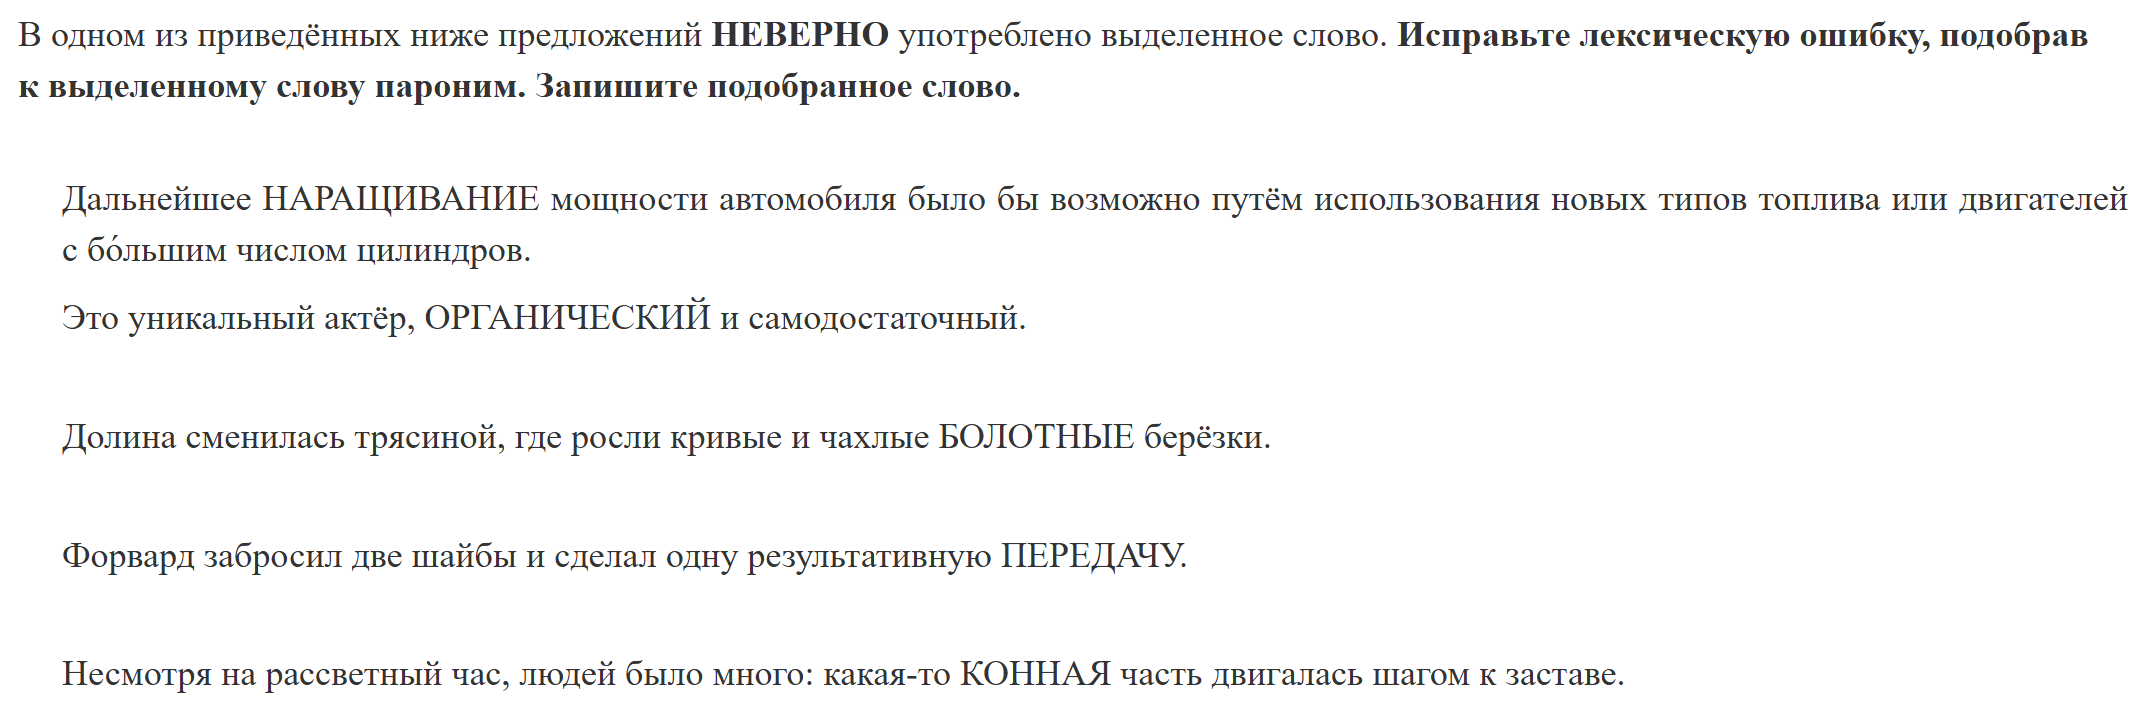 В одном из приведённых ниже предложений НЕВЕРНО употреблено выделенное слово. Исправьте лексическую ошибку, подобрав
к выделенному слову пароним. Запишите подобранное слово.
Дальнейшее НАРАЩИВАНИЕ мощности автомобиля было бы возможно путём использования новых типов топлива или двигателей
с бо́льшим числом цилиндров.
Это уникальный актёр, ОРГАНИЧЕСКИЙ и самодостаточный.
Долина сменилась трясиной, где росли кривые и чахлые БОЛОТНЫЕ берёзки.
Форвард забросил две шайбы и сделал одну результативную ПЕРЕДАЧУ.
Несмотря на рассветный час, людей было много: какая-то КОННАЯ часть двигалась шагом к заставе.